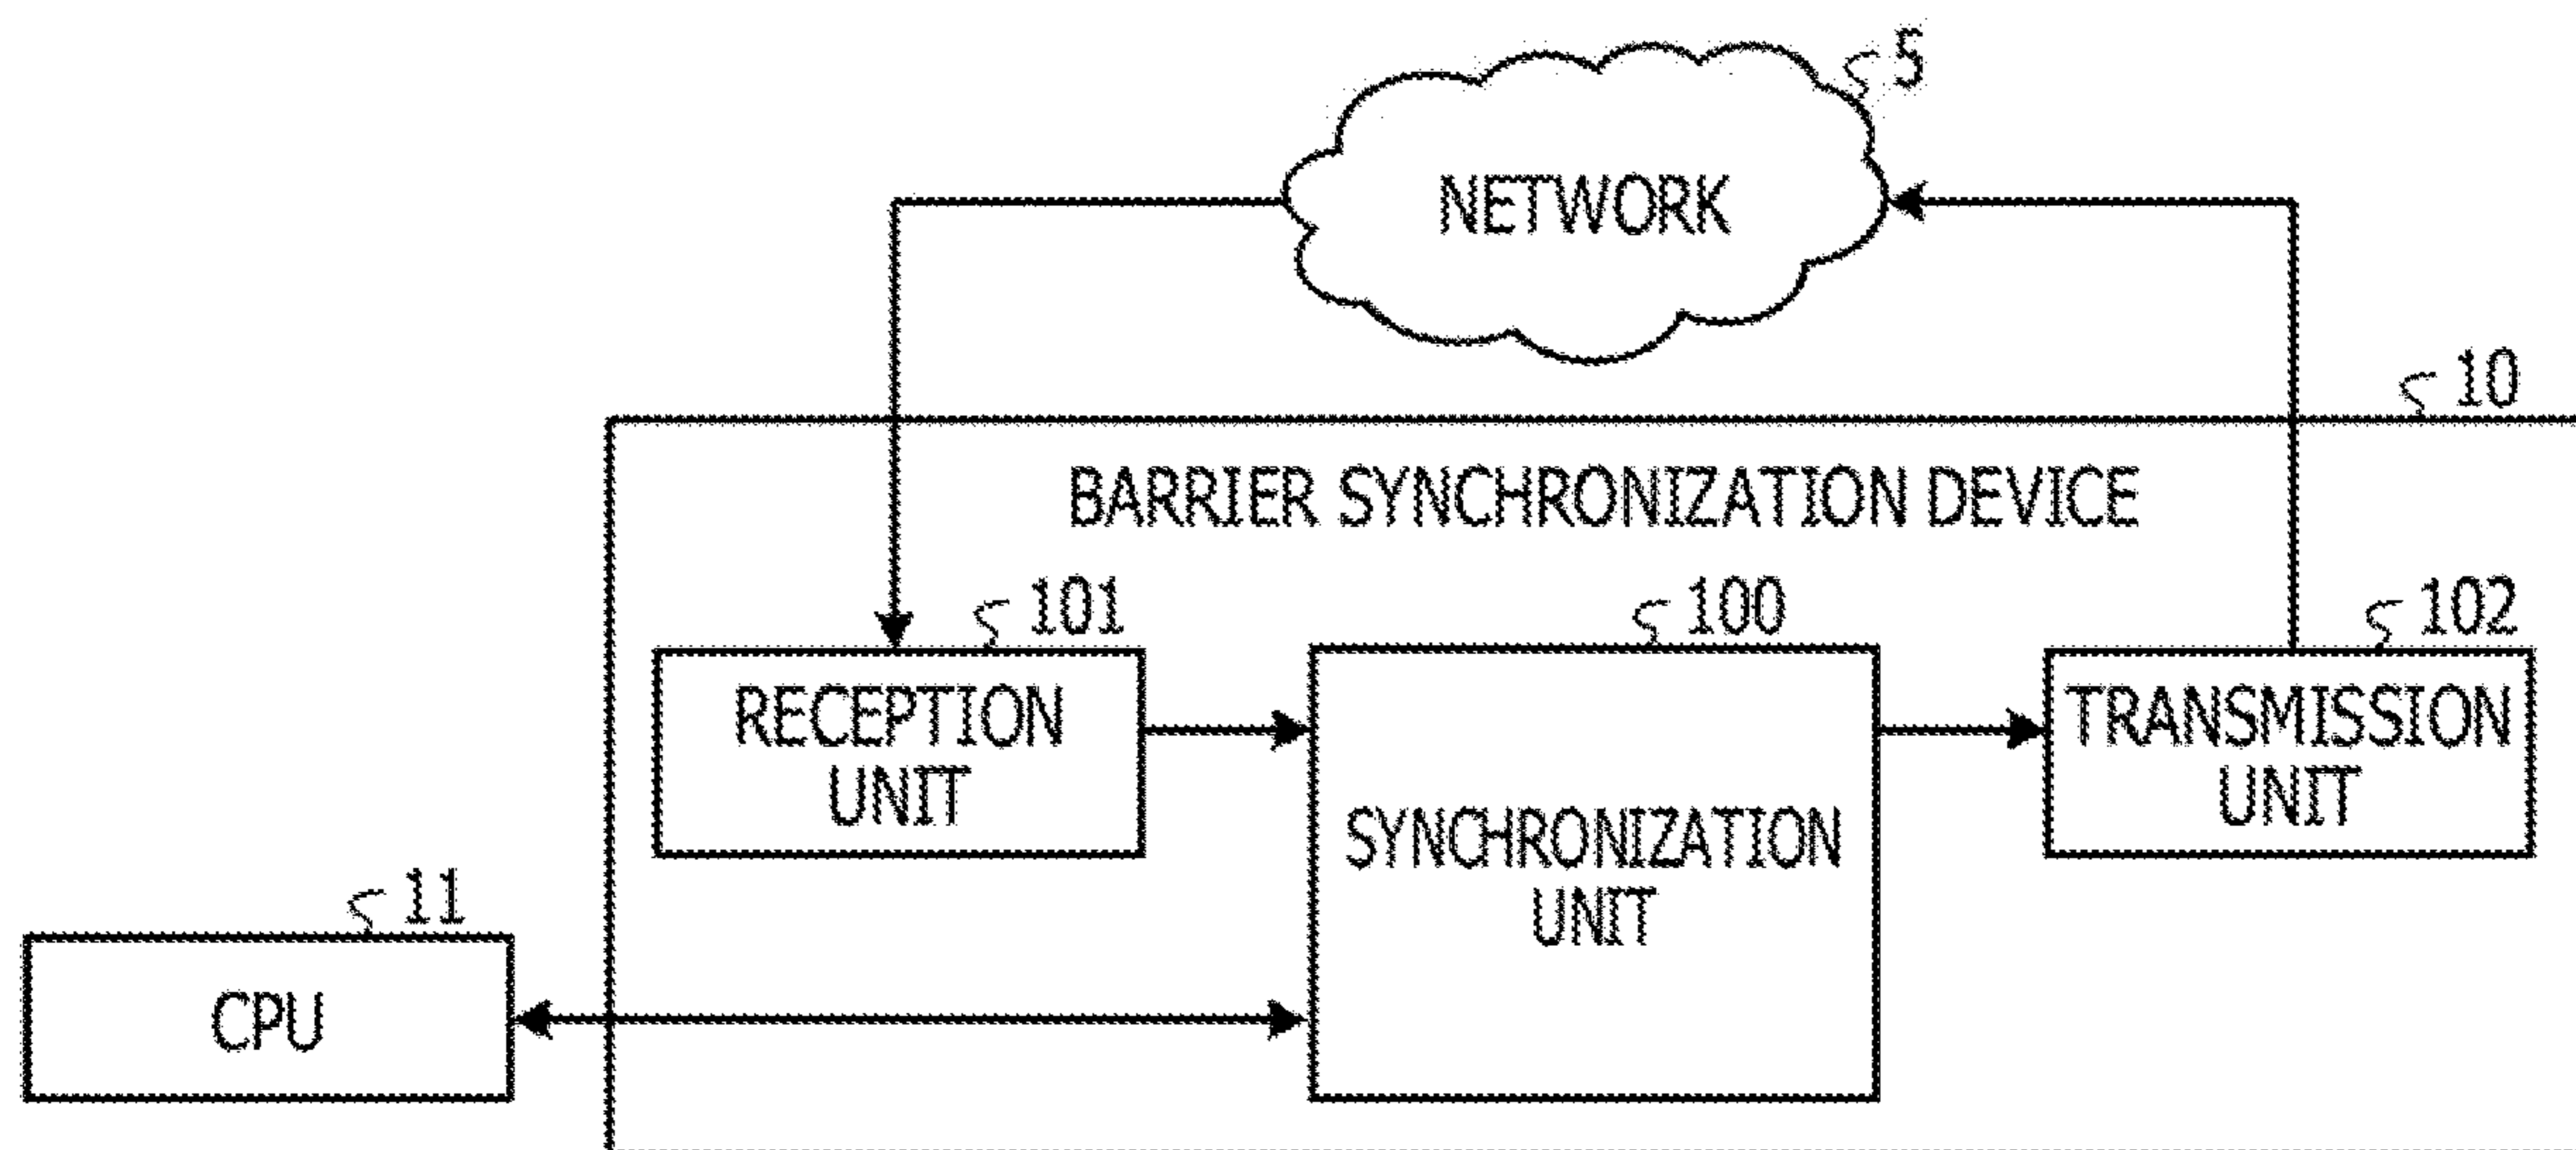 5
NETWORK
10
BARRIER SYNCHRONIZATION DEVICE
101
100
102
RECEPTION
UNIT
SYNCHRONIZATION
UNIT
TRANSMISSION
UNIT
11
CPU